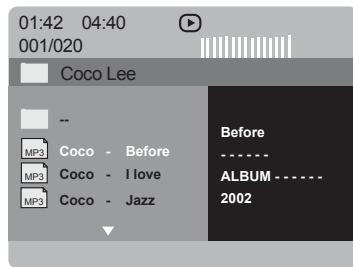 01:42 04:40
001/020
Coco Lee
--
MP3 Coco - Before
MP3 Coco - I love
MP3 Coco - Jazz
Before
- - - - - -
ALBUM - - - - - -
2002